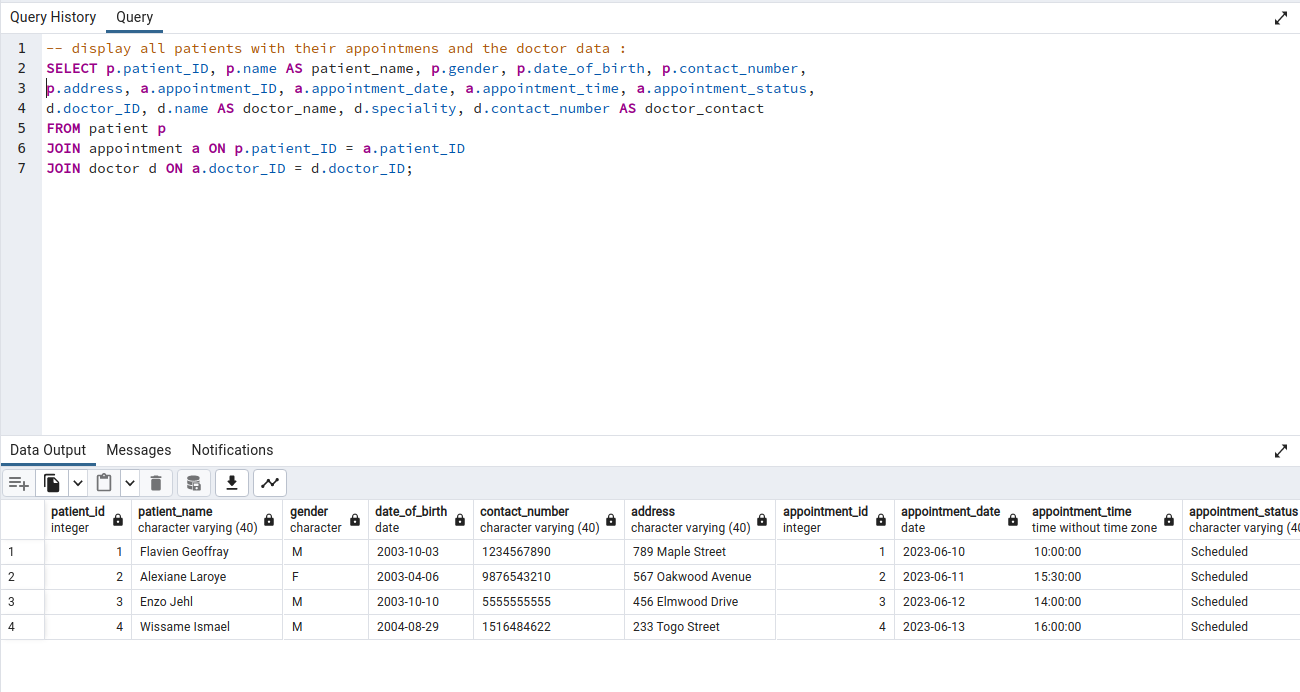 Query History Query
1 -- display all patients with their appointmens and the doctor data :
2 SELECT p.patient_ID, p.name AS patient_name, p.gender, p.date_of_birth, p.contact_number,
3 p.address, a.appointment_ID, a.appointment_date, a.appointment_time, a.appointment_status,
4 d.doctor_ID, d.name AS doctor_name, d.speciality, d.contact_number AS doctor_contact
5 FROM patient p
6 JOIN appointment a ON p.patient_ID = a.patient_ID
7 JOIN doctor d ON a.doctor_ID = d.doctor_ID;
Data Output Messages Notifications
patient_id patient_name gender date_of_birth contact_number address appointment_id appointment_date appointment_time appointment_status
integer character varying (40) character date character varying (40) character varying (40) integer date time without time zone character varying (40
1 1 Flavien Geoffray M 2003-10-03 1234567890 789 Maple Street 1 2023-06-10 10:00:00 Scheduled
2 2 Alexiane Laroye F 2003-04-06 9876543210 567 Oakwood Avenue 2 2023-06-11 15:30:00 Scheduled
3 3 Enzo Jehl M 2003-10-10 5555555555 456 Elmwood Drive 3 2023-06-12 14:00:00 Scheduled
4 4 Wissame Ismael M 2004-08-29 1516484622 233 Togo Street 4 2023-06-13 16:00:00 Scheduled